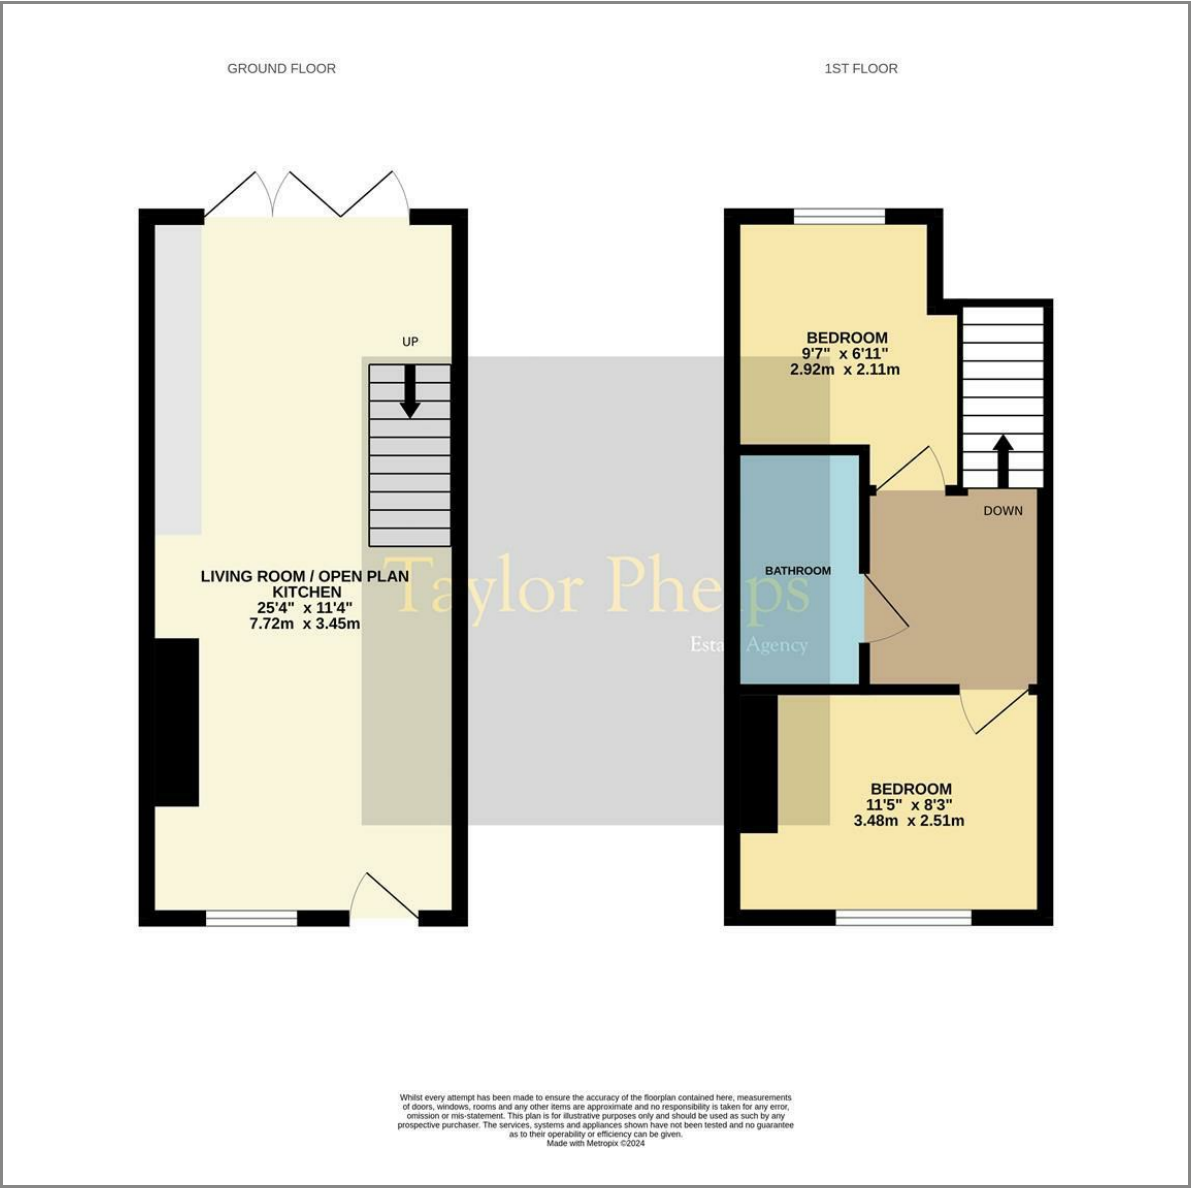 GROUND FLOOR
1ST FLOOR
UP
LIVING ROOM / OPEN PLAN
KITCHEN
25'4" x 11'4"
7.72m x 3.45m
BEDROOM
9'7" x 6'11"
2.92m x 2.11m
DOWN
BATHROOM
Taylor Phelps
Estate Agency
BEDROOM
11'5" x 8'3"
3.48m x 2.51m
Whilst every attempt has been made to ensure the accuracy of the floorplan contained here, measurements
of doors, windows, rooms and any other items are approximate and no responsibility is taken for any error,
omission or mis-statement. This plan is for illustrative purposes only and should be used as such by any
prospective purchaser. The services, systems and appliances shown have not been tested and no guarantee
as to their operability or efficiency can be given.
Made with Metropix ©2024